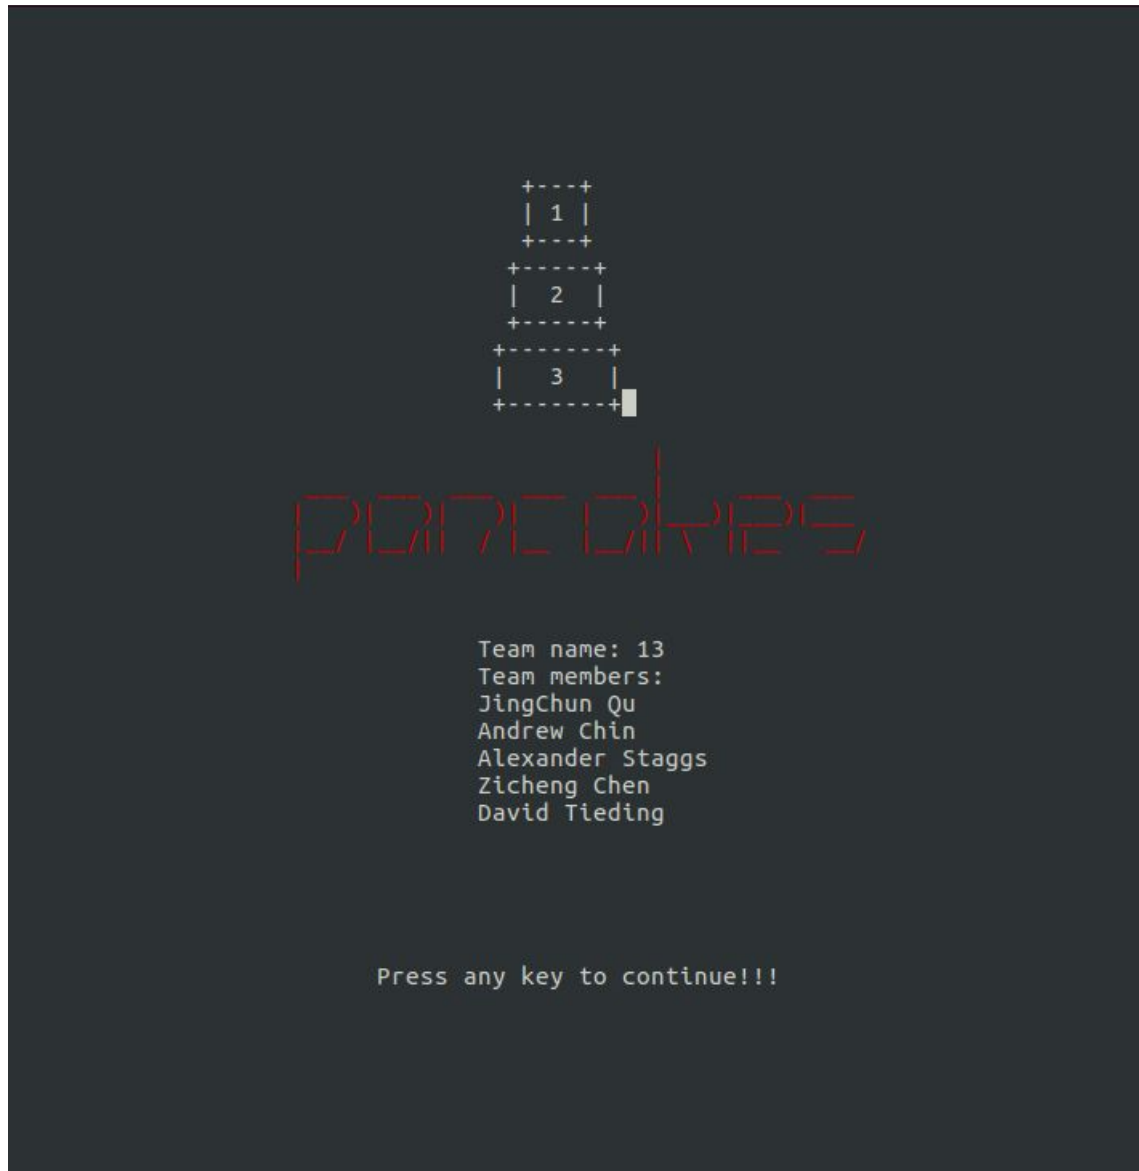 +---+
| 1 |
+---+
+-----+
|  2  |
+-----+
+-------+
|   3   |
+-------+
pancakes
Team name: 13
Team members:
JingChun Qu
Andrew Chin
Alexander Staggs
Zicheng Chen
David Tieding
Press any key to continue!!!